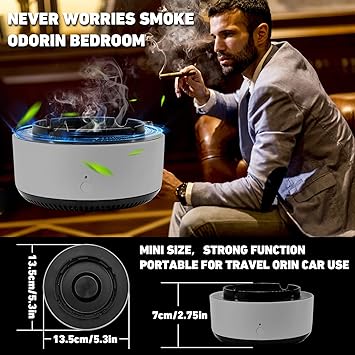 NEVER WORRIES SMOKE
ODORIN BEDROOM
MINI SIZE, STRONG FUNCTION
PORTABLE FOR TRAVEL ORIN CAR USE
13.5cm/5.3in
13.5cm/5.3in
7cm/2.75in